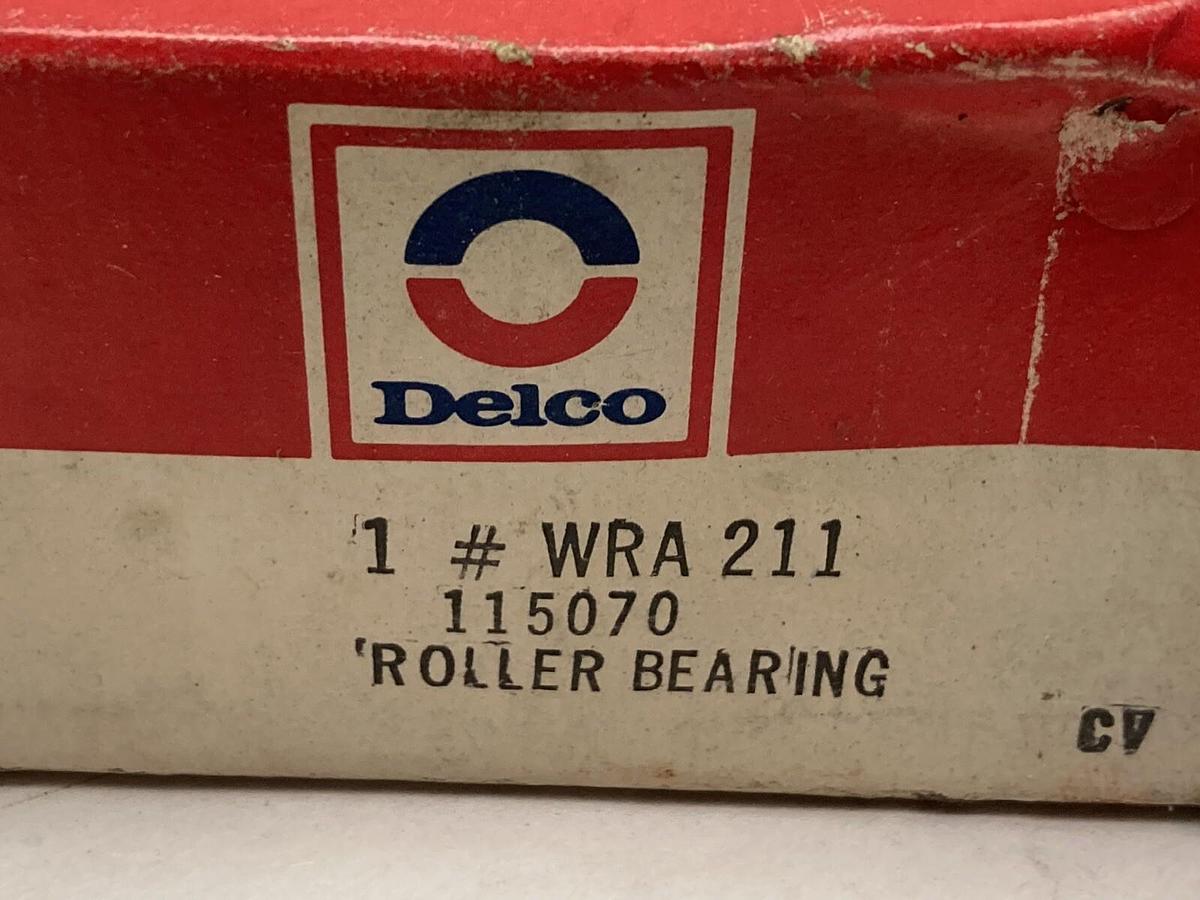 Delco
1 # WRA 211
115070
ROLLER BEARING
CV